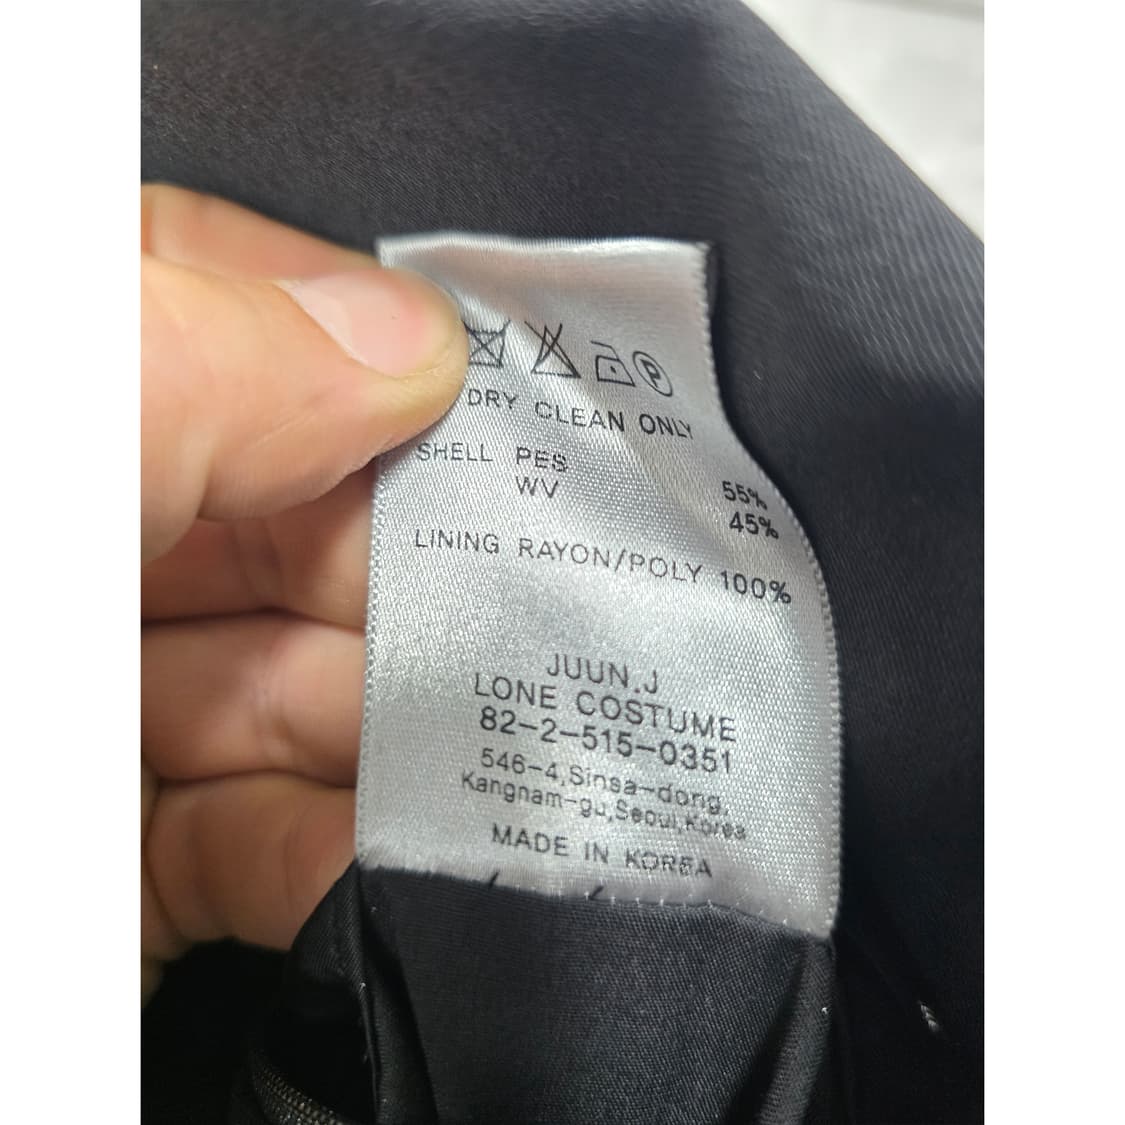 P
DRY CLEAN ONLY
SHELL PES 55%
WV 45%
LINING RAYON/POLY 100%
JUUN.J
LONE COSTUME
82-2-515-0351
546-4,Sinsa-dong,
Kangnam-gu,Seoul,Korea
MADE IN KOREA